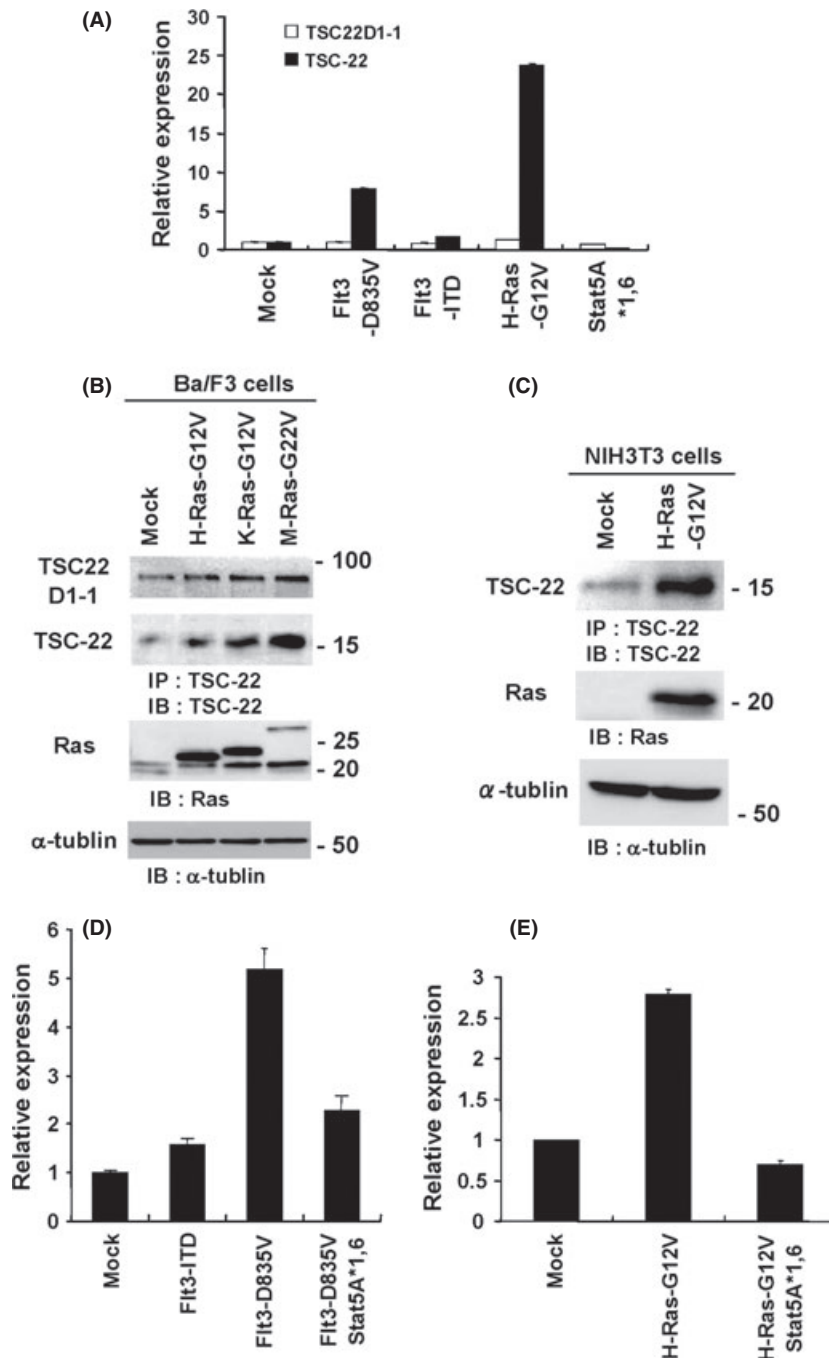 (A)
TSC22D1-1
TSC-22
30
25
20
15
10
5
0
Relative expression
Mock
Flt3
-D835V
Flt3
-ITD
H-Ras
-G12V
Stat5A
*1,6
(B)
Ba/F3 cells
Mock
H-Ras-G12V
K-Ras-G12V
M-Ras-G22V
TSC22
D1-1
- 100
TSC-22
- 15
IP : TSC-22
IB : TSC-22
Ras
- 25
- 20
IB : Ras
α-tublin
- 50
IB : α-tublin
(C)
NIH3T3 cells
Mock
H-Ras
-G12V
TSC-22
- 15
IP : TSC-22
IB : TSC-22
Ras
- 20
IB : Ras
α-tublin
- 50
IB : α-tublin
(D)
6
5
4
3
2
1
0
Relative expression
Mock
Flt3-ITD
Flt3-D835V
Flt3-D835V
Stat5A*1,6
(E)
3
2.5
2
1.5
1
0.5
0
Relative expression
Mock
H-Ras-G12V
H-Ras-G12V
Stat5A*1,6